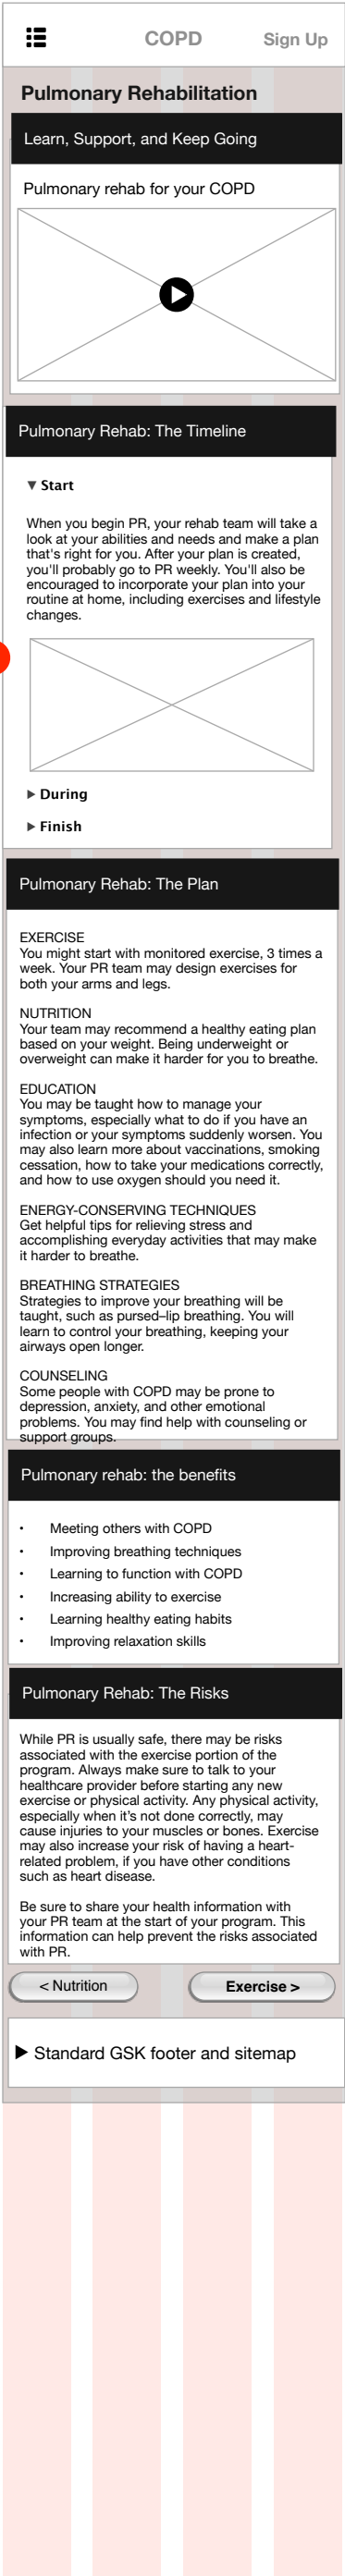 COPD
Sign Up
Pulmonary Rehabilitation
Learn, Support, and Keep Going
Pulmonary rehab for your COPD
Pulmonary Rehab: The Timeline
Start
When you begin PR, your rehab team will take a
look at your abilities and needs and make a plan
that's right for you. After your plan is created,
you'll probably go to PR weekly. You'll also be
encouraged to incorporate your plan into your
routine at home, including exercises and lifestyle
changes.
During
Finish
Pulmonary Rehab: The Plan
EXERCISE
You might start with monitored exercise, 3 times a
week. Your PR team may design exercises for
both your arms and legs.
NUTRITION
Your team may recommend a healthy eating plan
based on your weight. Being underweight or
overweight can make it harder for you to breathe.
EDUCATION
You may be taught how to manage your
symptoms, especially what to do if you have an
infection or your symptoms suddenly worsen. You
may also learn more about vaccinations, smoking
cessation, how to take your medications correctly,
and how to use oxygen should you need it.
ENERGY-CONSERVING TECHNIQUES
Get helpful tips for relieving stress and
accomplishing everyday activities that may make
it harder to breathe.
BREATHING STRATEGIES
Strategies to improve your breathing will be
taught, such as pursed–lip breathing. You will
learn to control your breathing, keeping your
airways open longer.
COUNSELING
Some people with COPD may be prone to
depression, anxiety, and other emotional
problems. You may find help with counseling or
support groups.
Pulmonary rehab: the benefits
• Meeting others with COPD
• Improving breathing techniques
• Learning to function with COPD
• Increasing ability to exercise
• Learning healthy eating habits
• Improving relaxation skills
Pulmonary Rehab: The Risks
While PR is usually safe, there may be risks
associated with the exercise portion of the
program. Always make sure to talk to your
healthcare provider before starting any new
exercise or physical activity. Any physical activity,
especially when it’s not done correctly, may
cause injuries to your muscles or bones. Exercise
may also increase your risk of having a heart-
related problem, if you have other conditions
such as heart disease.
Be sure to share your health information with
your PR team at the start of your program. This
information can help prevent the risks associated
with PR.
< Nutrition
Exercise >
Standard GSK footer and sitemap